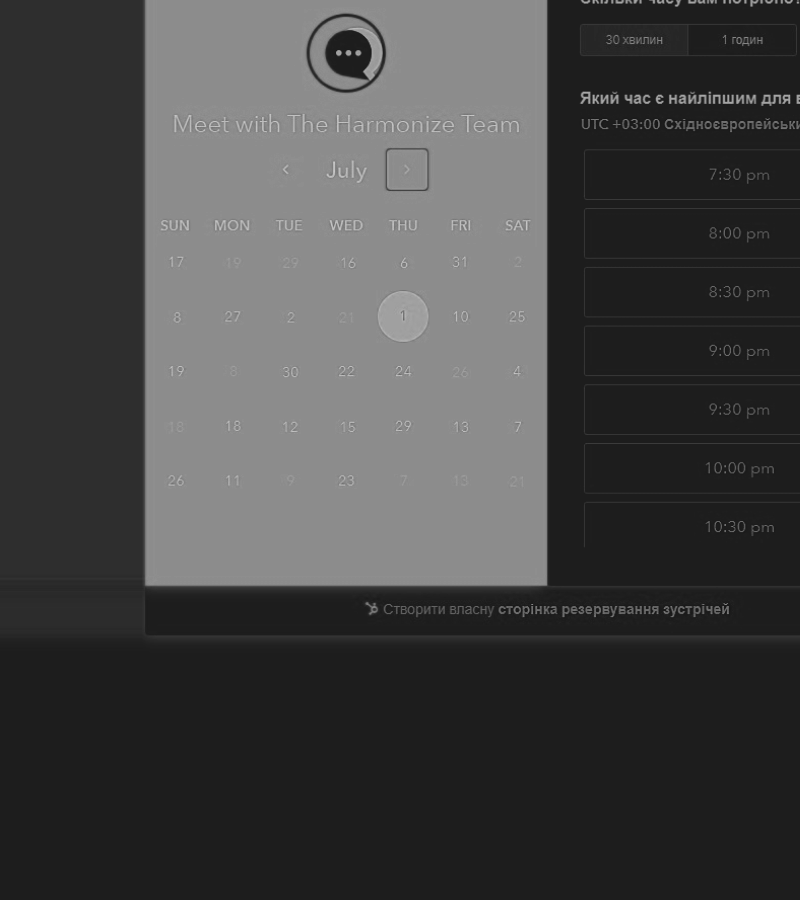 Meet with The Harmonize Team
July
SUN MON TUE WED THU FRI SAT
17 19 29 16 6 31 2
8 27 2 21 1 10 25
19 8 30 22 24 26 4
18 18 12 15 29 13 7
26 11 9 23 7 13 21
Скільки часу вам потрібно?
30 хвилин 1 годин
Який час є найліпшим для
UTC +03:00
7:30 pm
8:00 pm
8:30 pm
9:00 pm
9:30 pm
10:00 pm
10:30 pm
Створити власну сторінка резервування зустрічей